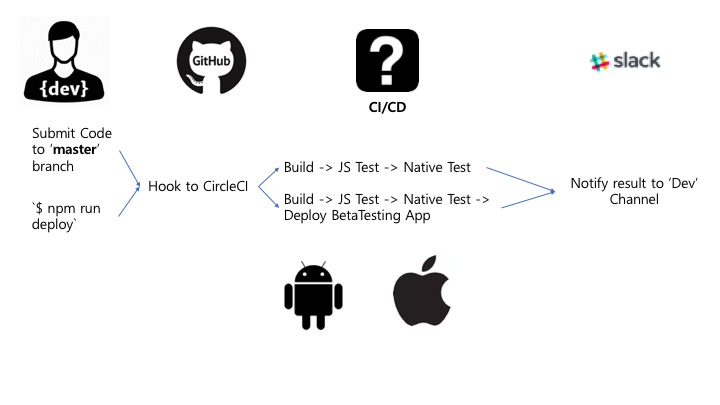 {dev}
GitHub
CI/CD
slack
Submit Code
to ‘master’
branch
`$ npm run
deploy`
Hook to CircleCI
Build -> JS Test -> Native Test
Build -> JS Test -> Native Test ->
Deploy BetaTesting App
Notify result to ‘Dev’
Channel